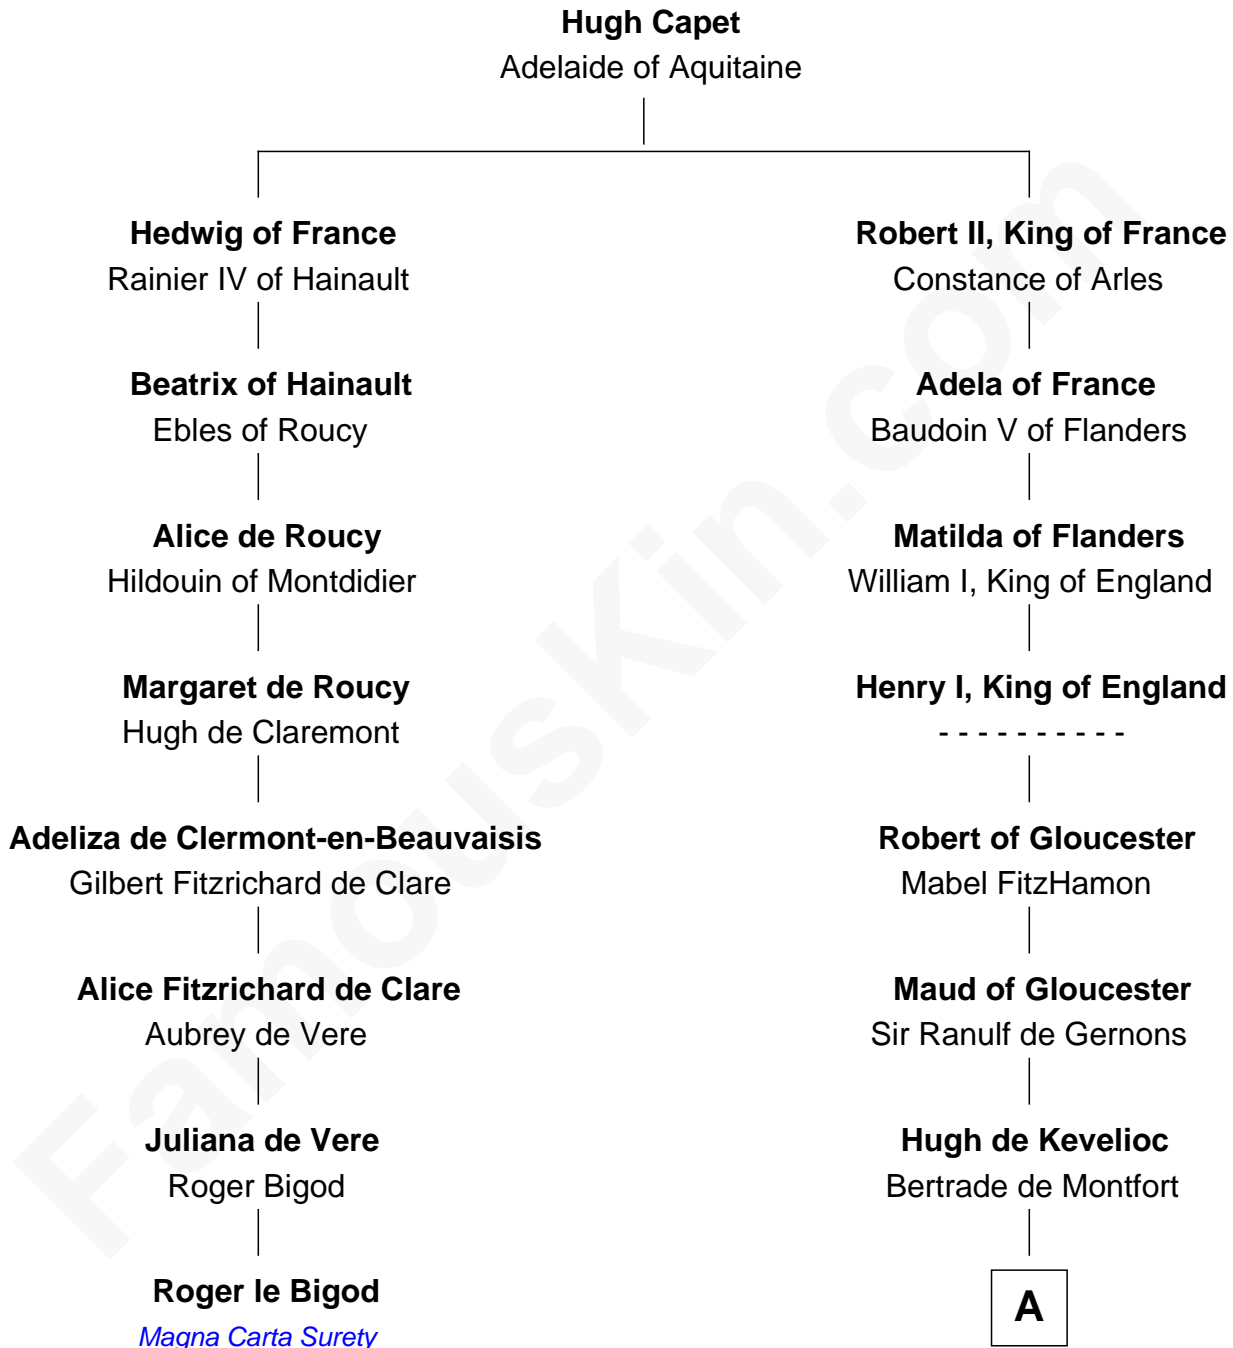 Hugh Capet
Adelaide of Aquitaine
Hedwig of France
Rainier IV of Hainault
Robert II, King of France
Constance of Arles
Beatrix of Hainault
Ebles of Roucy
Adela of France
Baudoin V of Flanders
Alice de Roucy
Hildouin of Montdidier
Matilda of Flanders
William I, King of England
Margaret de Roucy
Hugh de Claremont
Henry I, King of England
- - - - - - - - - -
Adeliza de Clermont-en-Beauvaisis
Gilbert Fitzrichard de Clare
Robert of Gloucester
Mabel FitzHamon
Alice Fitzrichard de Clare
Aubrey de Vere
Maud of Gloucester
Sir Ranulf de Gernons
Juliana de Vere
Roger Bigod
Hugh de Kevelioc
Bertrade de Montfort
Roger le Bigod
Magna Carta Surety
A
FamousKin.com